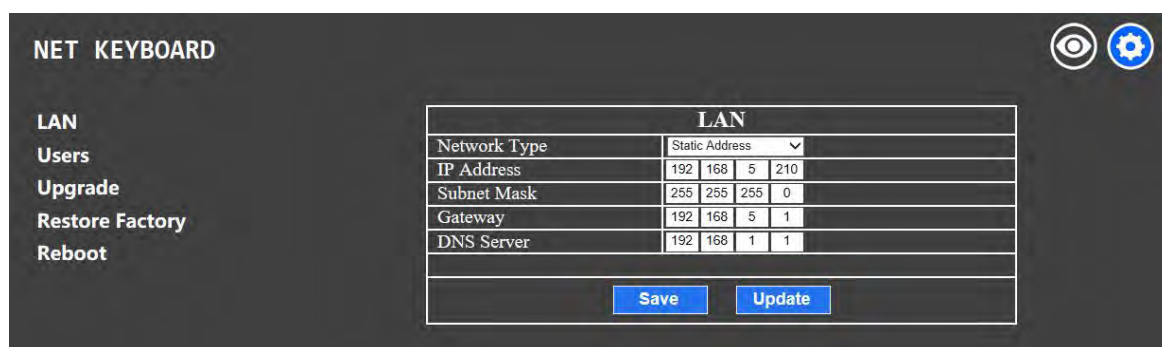 NET KEYBOARD
LAN
Users
Upgrade
Restore Factory
Reboot
LAN
Network Type Static Address
IP Address 192 168 5 210
Subnet Mask 255 255 255 0
Gateway 192 168 5 1
DNS Server 192 168 1 1
Save Update